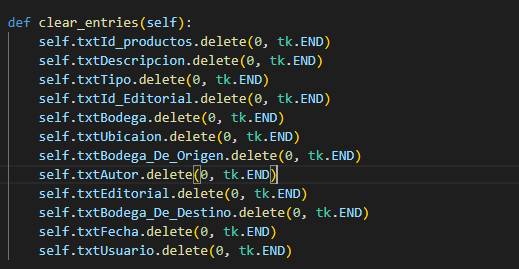 def clear_entries(self):
    self.txtId_productos.delete(0, tk.END)
    self.txtDescripcion.delete(0, tk.END)
    self.txtTipo.delete(0, tk.END)
    self.txtId_Editorial.delete(0, tk.END)
    self.txtBodega.delete(0, tk.END)
    self.txtUbicaion.delete(0, tk.END)
    self.txtBodega_De_Origen.delete(0, tk.END)
    self.txtAutor.delete(0, tk.END)
    self.txtEditorial.delete(0, tk.END)
    self.txtBodega_De_Destino.delete(0, tk.END)
    self.txtFecha.delete(0, tk.END)
    self.txtUsuario.delete(0, tk.END)